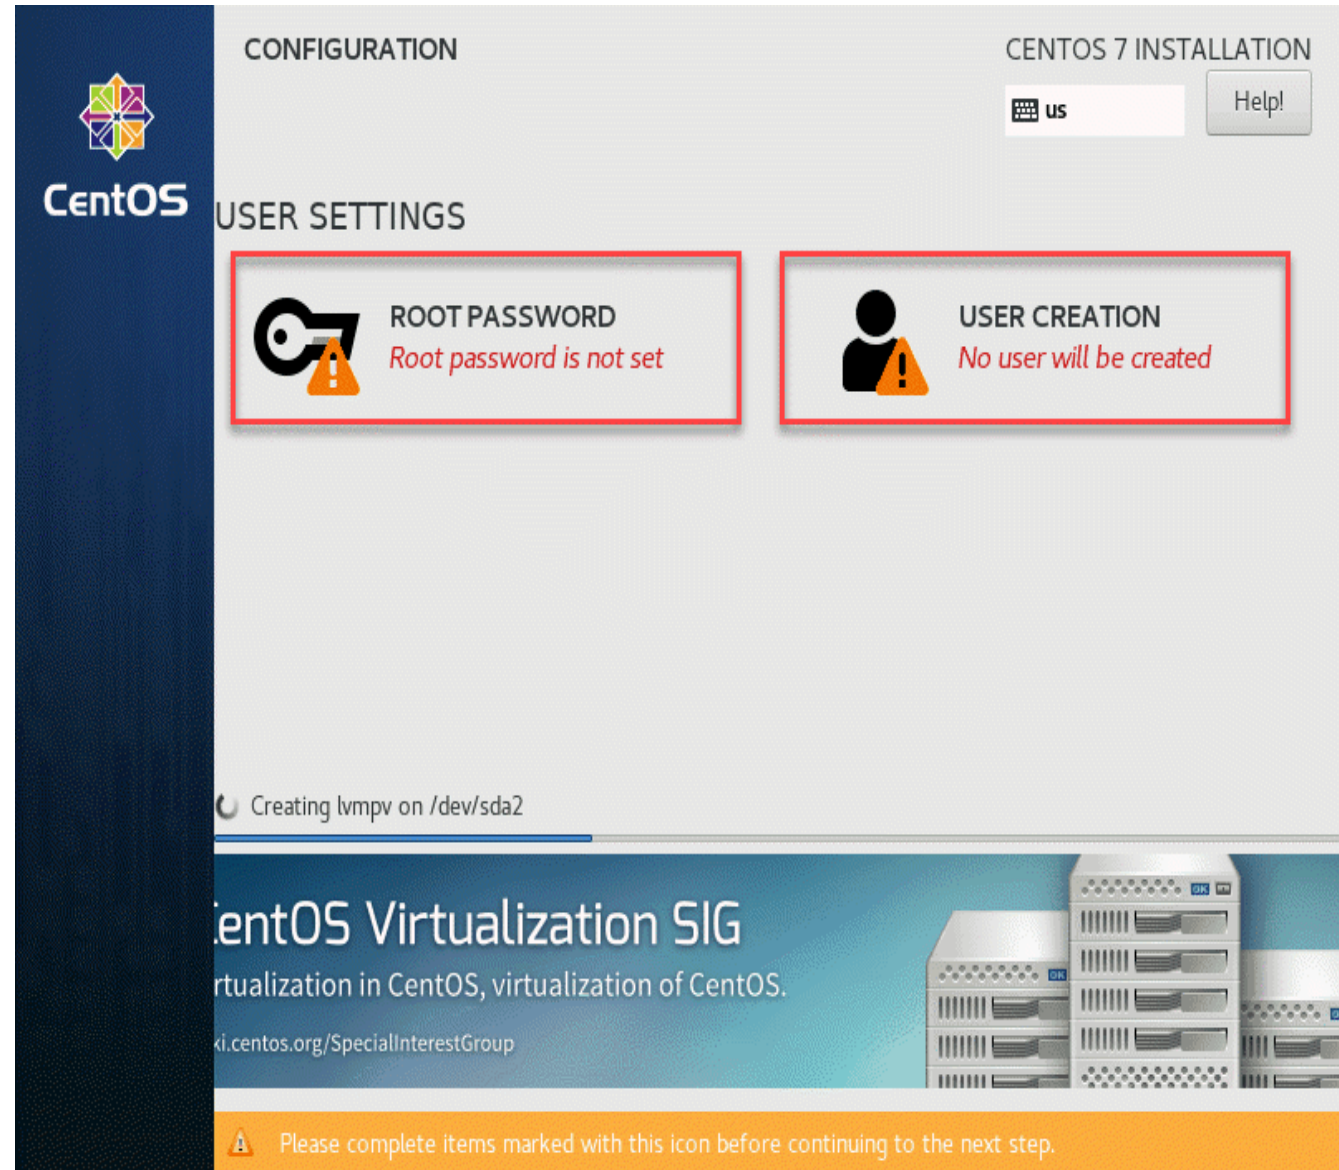 CONFIGURATION
CENTOS 7 INSTALLATION
us
Help!
CentOS
USER SETTINGS
ROOT PASSWORD
Root password is not set
USER CREATION
No user will be created
Creating lvmpv on /dev/sda2
entOS Virtualization SIG
rtualization in CentOS, virtualization of CentOS.
ki.centos.org/SpecialInterestGroup
OK
OK
Please complete items marked with this icon before continuing to the next step.